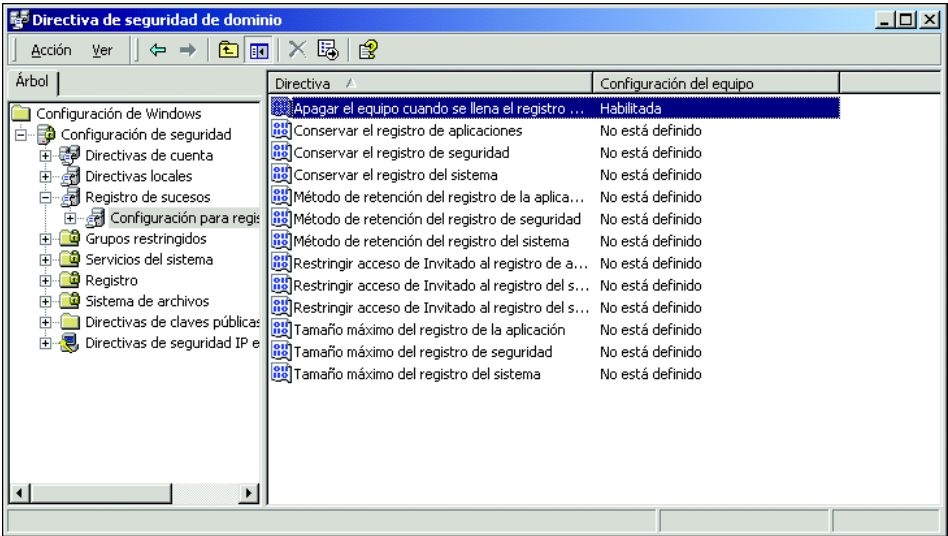 Directiva de seguridad de dominio
Acción Ver
Árbol
Configuración de Windows
Configuración de seguridad
Directivas de cuenta
Directivas locales
Registro de sucesos
Configuración para regis
Grupos restringidos
Servicios del sistema
Registro
Sistema de archivos
Directivas de claves públicas
Directivas de seguridad IP e
Directiva Configuración del equipo
Apagar el equipo cuando se llena el registro ... Habilitada
Conservar el registro de aplicaciones No está definido
Conservar el registro de seguridad No está definido
Conservar el registro del sistema No está definido
Método de retención del registro de la aplica... No está definido
Método de retención del registro de seguridad No está definido
Método de retención del registro del sistema No está definido
Restringir acceso de Invitado al registro de a... No está definido
Restringir acceso de Invitado al registro del s... No está definido
Restringir acceso de Invitado al registro del s... No está definido
Tamaño máximo del registro de la aplicación No está definido
Tamaño máximo del registro de seguridad No está definido
Tamaño máximo del registro del sistema No está definido